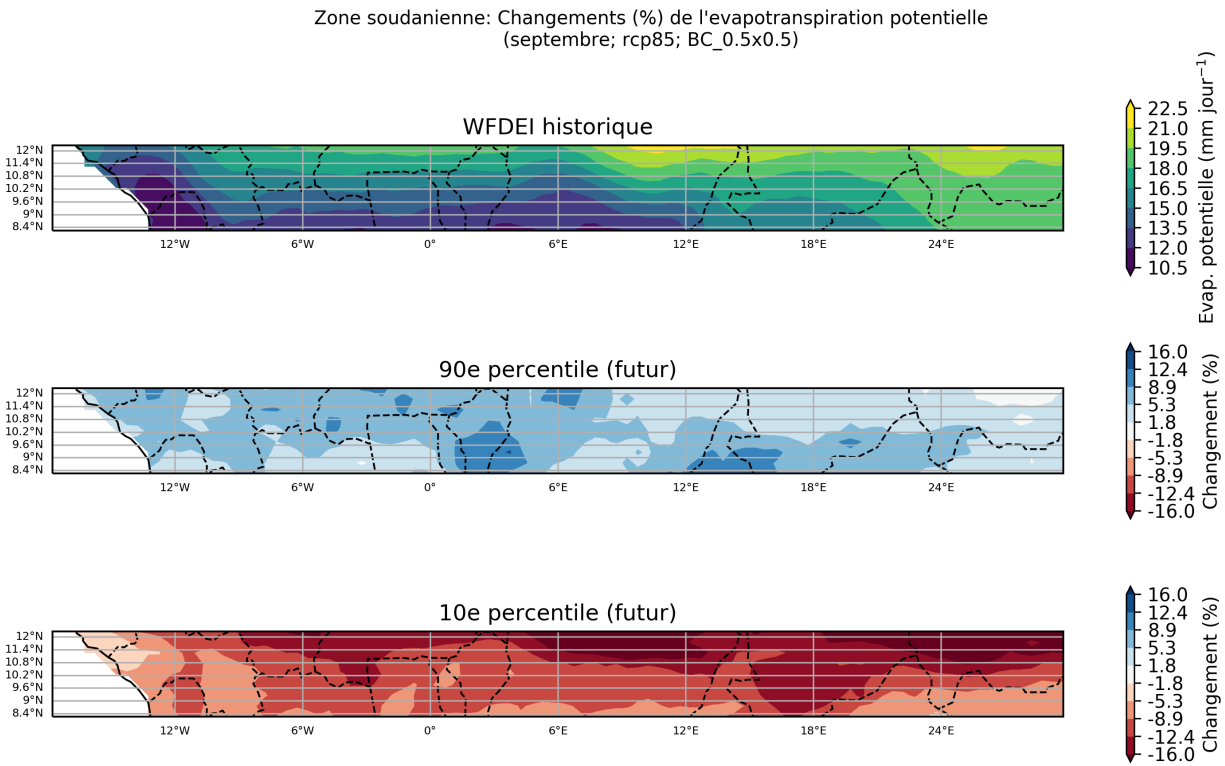 Zone soudanienne: Changements (%) de l'evapotranspiration potentielle
(septembre; rcp85; BC_0.5x0.5)
WFDEI historique
12°N
11.4°N
10.8°N
10.2°N
9.6°N
9°N
8.4°N
12°W 6°W 0° 6°E 12°E 18°E 24°E
22.5
21.0
19.5
18.0
16.5
15.0
13.5
12.0
10.5
Evap. potentielle (mm jour⁻¹)
90e percentile (futur)
12°N
11.4°N
10.8°N
10.2°N
9.6°N
9°N
8.4°N
12°W 6°W 0° 6°E 12°E 18°E 24°E
16.0
12.4
8.9
5.3
1.8
-1.8
-5.3
-8.9
-12.4
-16.0
Changement (%)
10e percentile (futur)
12°N
11.4°N
10.8°N
10.2°N
9.6°N
9°N
8.4°N
12°W 6°W 0° 6°E 12°E 18°E 24°E
16.0
12.4
8.9
5.3
1.8
-1.8
-5.3
-8.9
-12.4
-16.0
Changement (%)